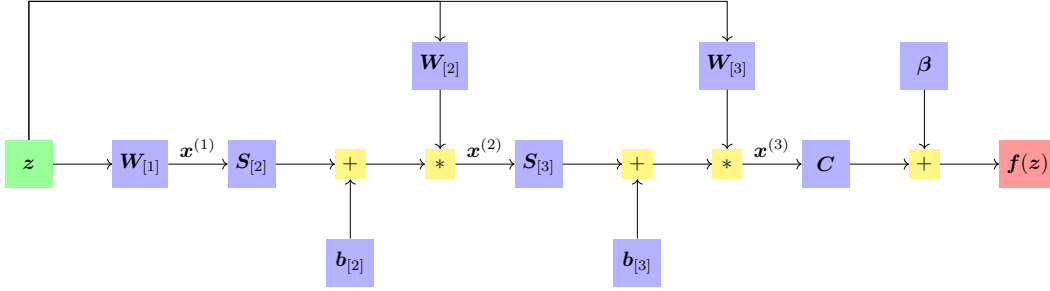 W[2] W[3] β
z W[1] x(1) S[2] + * x(2) S[3] + * x(3) C + f(z)
b[2] b[3]